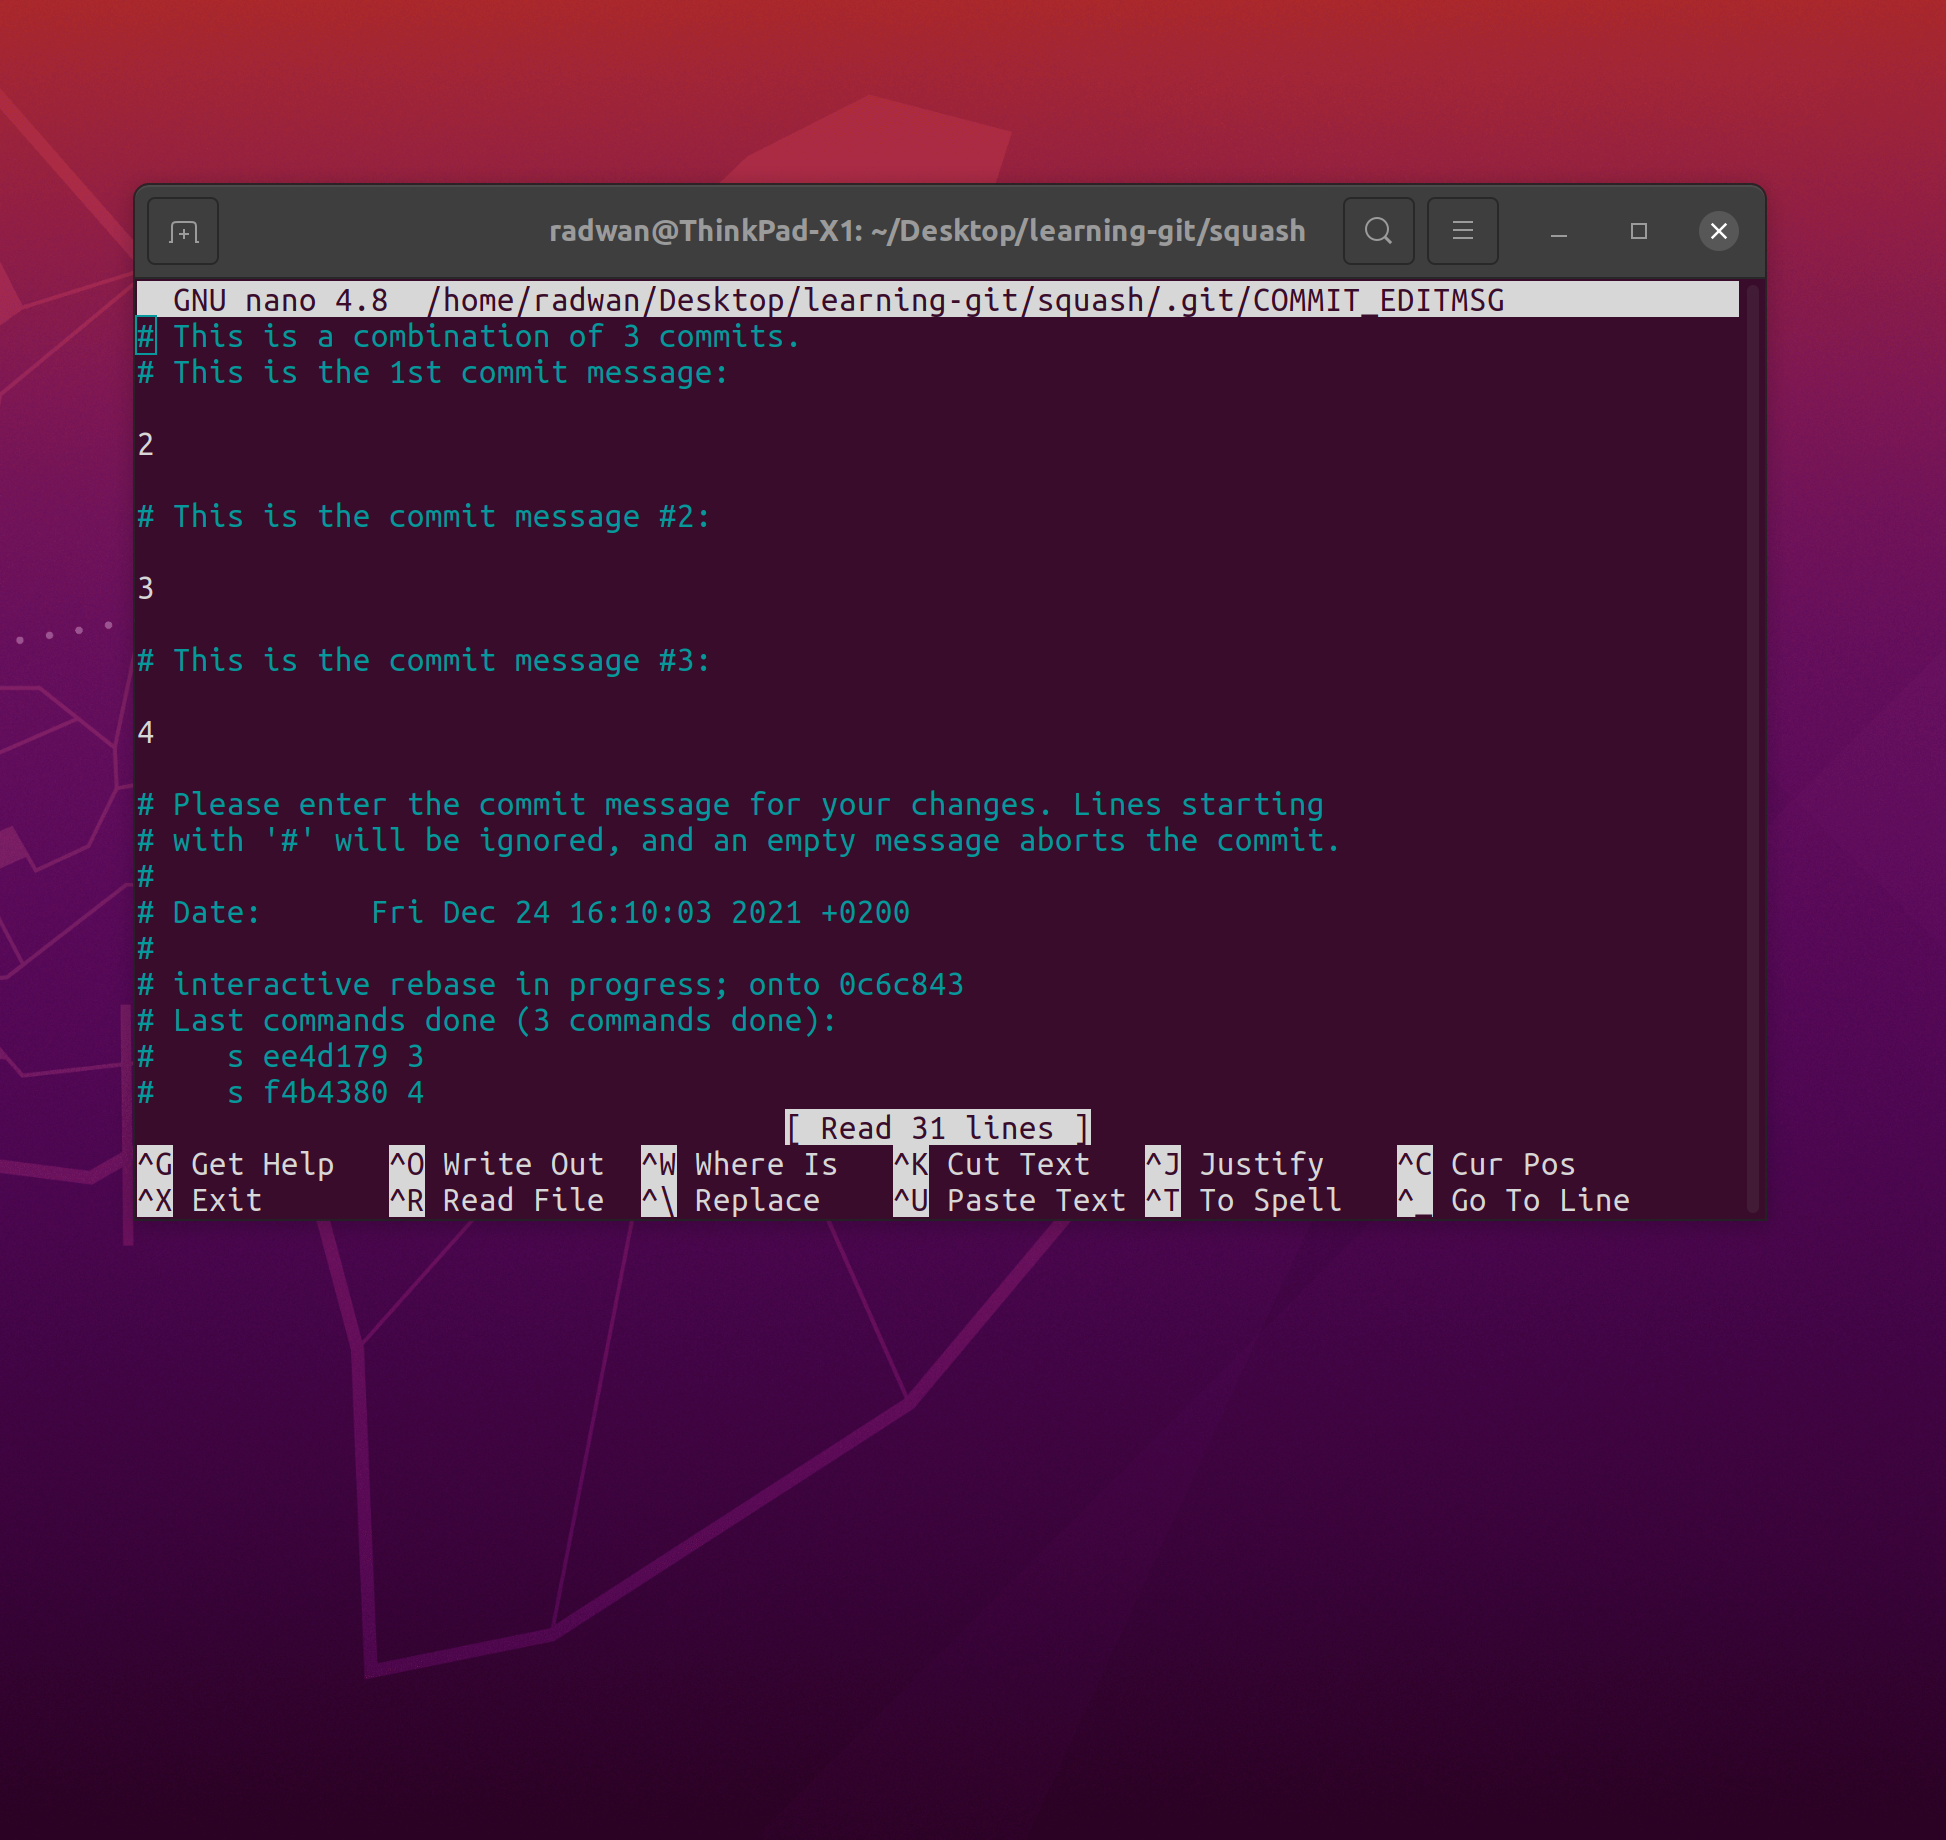 radwan@ThinkPad-X1: ~/Desktop/learning-git/squash
GNU nano 4.8 /home/radwan/Desktop/learning-git/squash/.git/COMMIT_EDITMSG
# This is a combination of 3 commits.
# This is the 1st commit message:
2
# This is the commit message #2:
3
# This is the commit message #3:
4
# Please enter the commit message for your changes. Lines starting
# with '#' will be ignored, and an empty message aborts the commit.
#
# Date:      Fri Dec 24 16:10:03 2021 +0200
#
# interactive rebase in progress; onto 0c6c843
# Last commands done (3 commands done):
#    s ee4d179 3
#    s f4b4380 4
[ Read 31 lines ]
^G Get Help ^O Write Out ^W Where Is ^K Cut Text ^J Justify ^C Cur Pos
^X Exit ^R Read File ^\ Replace ^U Paste Text ^T To Spell ^_ Go To Line